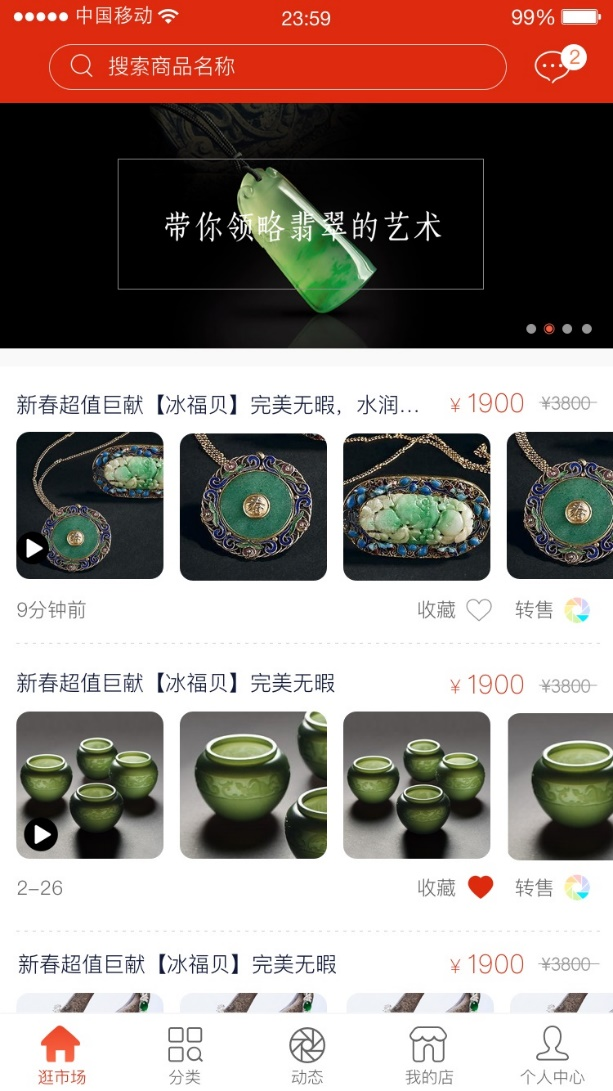 中国移动
23:59
99%
搜索商品名称
2
带你领略翡翠的艺术
新春超值巨献【冰福贝】完美无暇，水润...
¥ 1900
¥3800
9分钟前
收藏
转售
新春超值巨献【冰福贝】完美无暇
¥ 1900
¥3800
2-26
收藏
转售
新春超值巨献【冰福贝】完美无暇
¥ 1900
¥3800
逛市场
分类
动态
我的店
个人中心